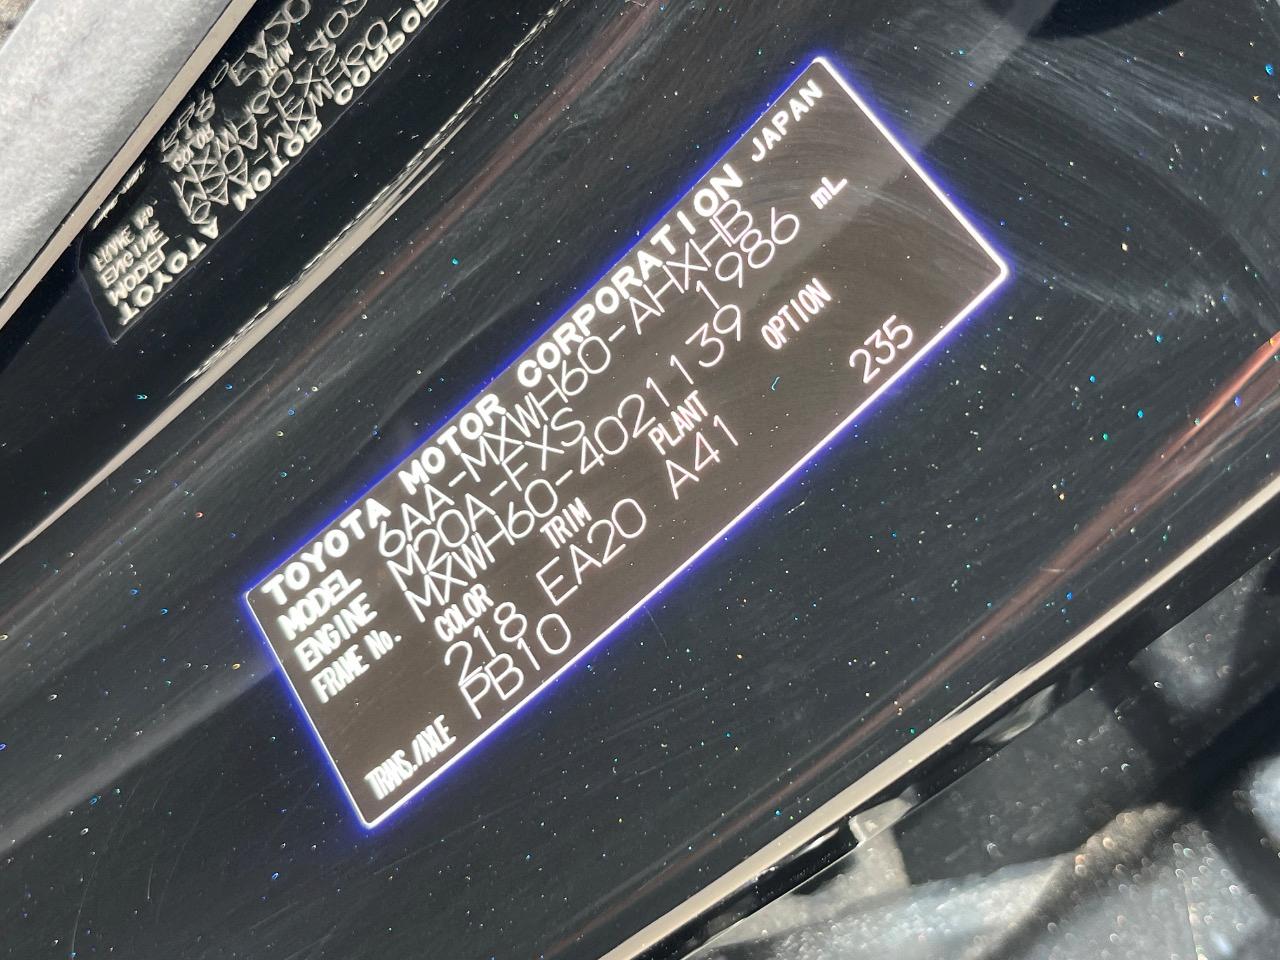 TOYOTA MOTOR CORPORATION JAPAN
MODEL 6AA-MXWH60-AHXHB
ENGINE M20A-FXS 1986 mL
FRAME No. MXWH60-4021139
COLOR TRIM PLANT OPTION
218 EA20 A41 235
TRANS./AXLE PB10